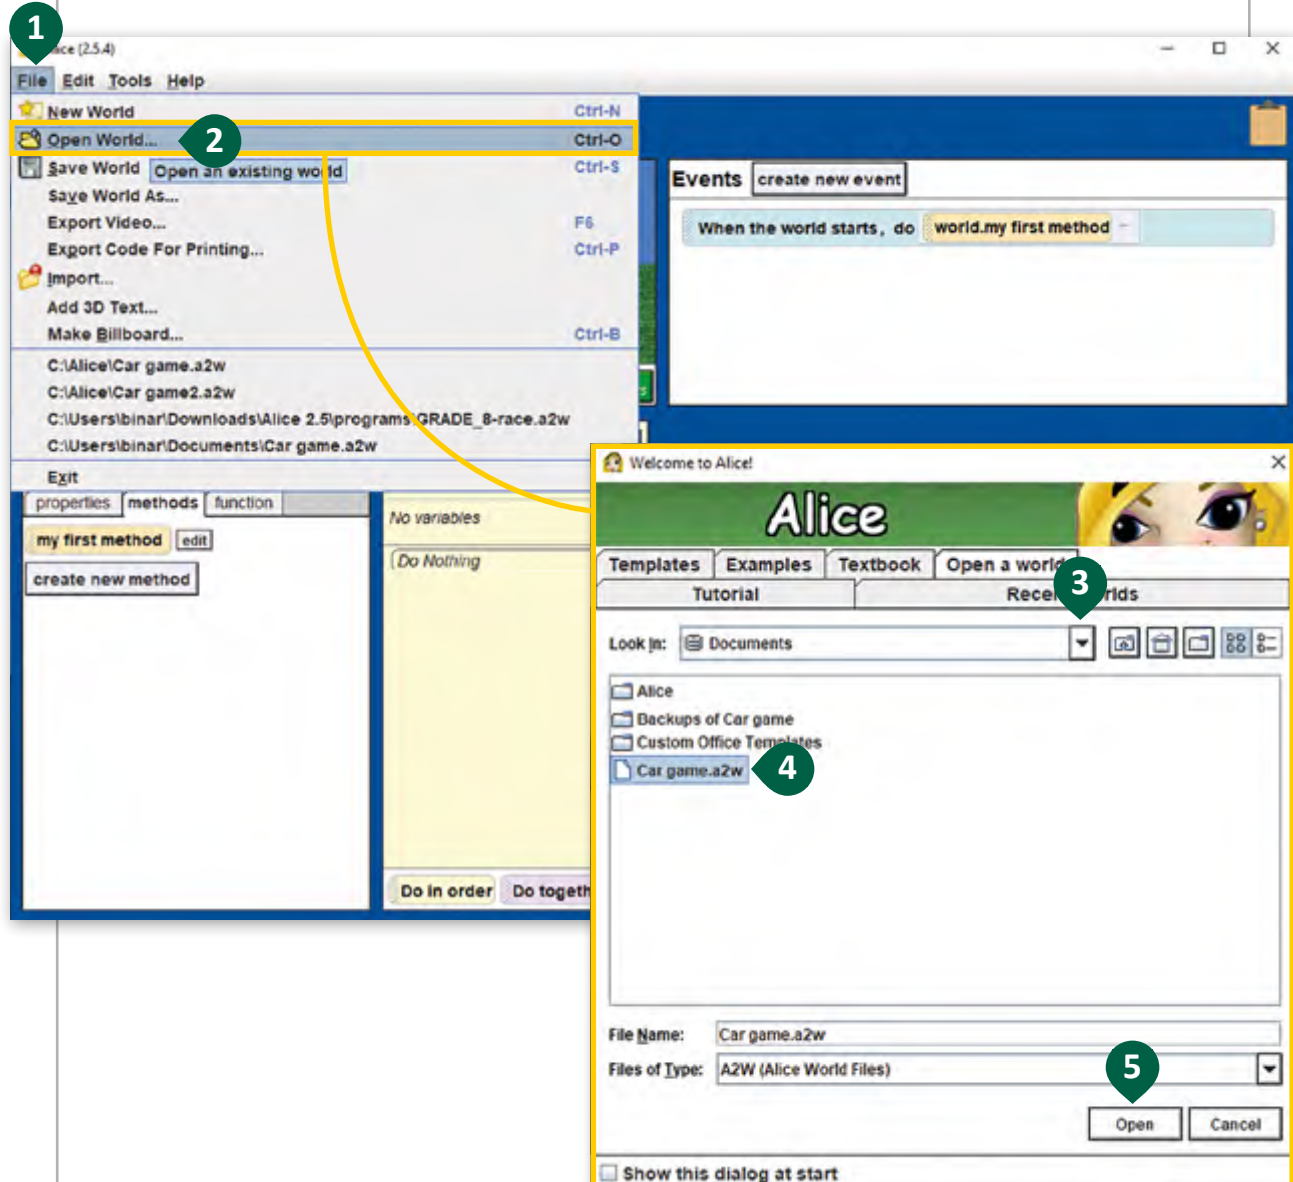 1
Alice (2.5.4)
File Edit Tools Help
New World Ctrl-N
Open World... 2 Ctrl-O
Save World Open an existing world Ctrl-S
Save World As...
Export Video... F6
Export Code For Printing... Ctrl-P
Import...
Add 3D Text...
Make Billboard... Ctrl-B
C:\Alice\Car game.a2w
C:\Alice\Car game2.a2w
C:\Users\binar\Downloads\Alice 2.5\programs\GRADE_8-race.a2w
C:\Users\binar\Documents\Car game.a2w
Exit
Events create new event
When the world starts, do world.my first method
properties methods function
my first method edit
create new method
No variables
Do Nothing
Do in order Do togeth
Welcome to Alice!
Alice
Templates Examples Textbook Open a world
3
Tutorial Recent Worlds
Look In: Documents
Alice
Backups of Car game
Custom Office Templates
Car game.a2w 4
File Name: Car game.a2w
Files of Type: A2W (Alice World Files)
5
Open Cancel
Show this dialog at start